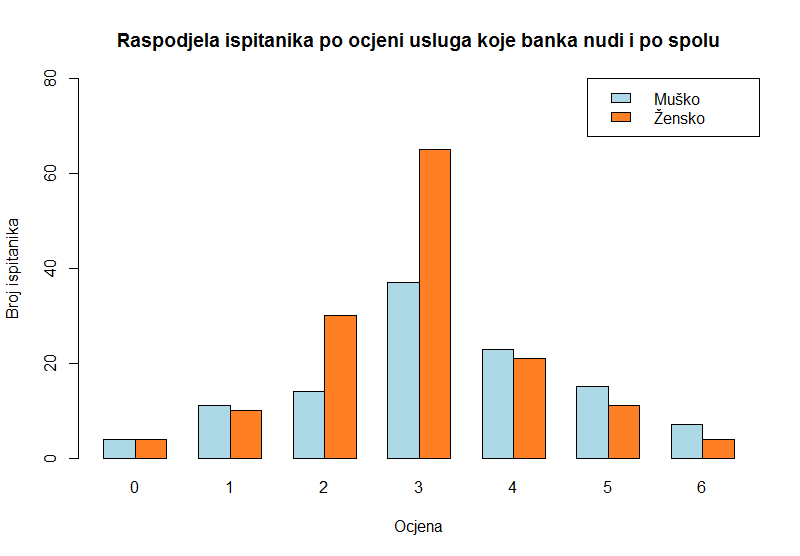 Raspodjela ispitanika po ocjeni usluga koje banka nudi i po spolu
Muško
Žensko
Broj ispitanika
80
60
40
20
0
0 1 2 3 4 5 6
Ocjena